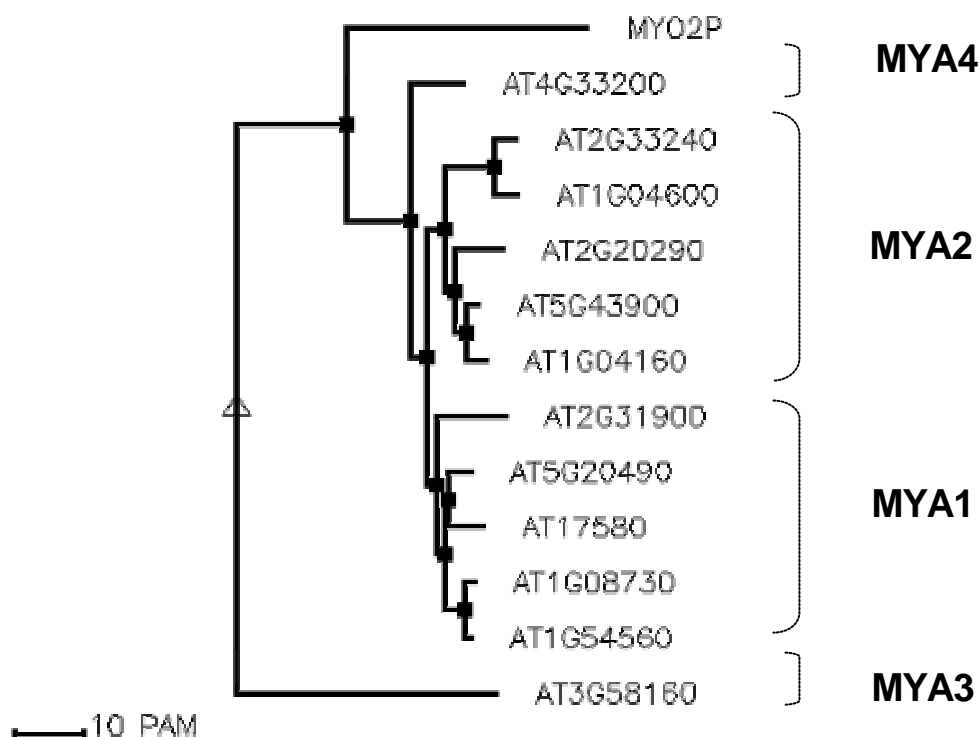 MYO2P
MYA4
AT4G33200
AT2G33240
AT1G04600
AT2G20290
MYA2
AT5G43900
AT1G04160
AT2G31900
AT5G20490
MYA1
AT17580
AT1G08730
AT1G54560
AT3G58160
MYA3
10 PAM